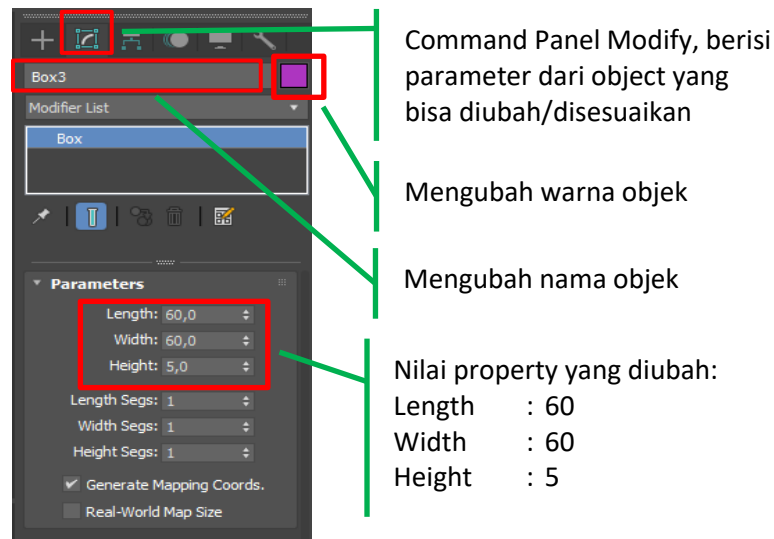 Box3
Modifier List
Box
Parameters
Length: 60,0
Width: 60,0
Height: 5,0
Length Segs: 1
Width Segs: 1
Height Segs: 1
Generate Mapping Coords.
Real-World Map Size
Command Panel Modify, berisi
parameter dari object yang
bisa diubah/disesuaikan
Mengubah warna objek
Mengubah nama objek
Nilai property yang diubah:
Length : 60
Width : 60
Height : 5